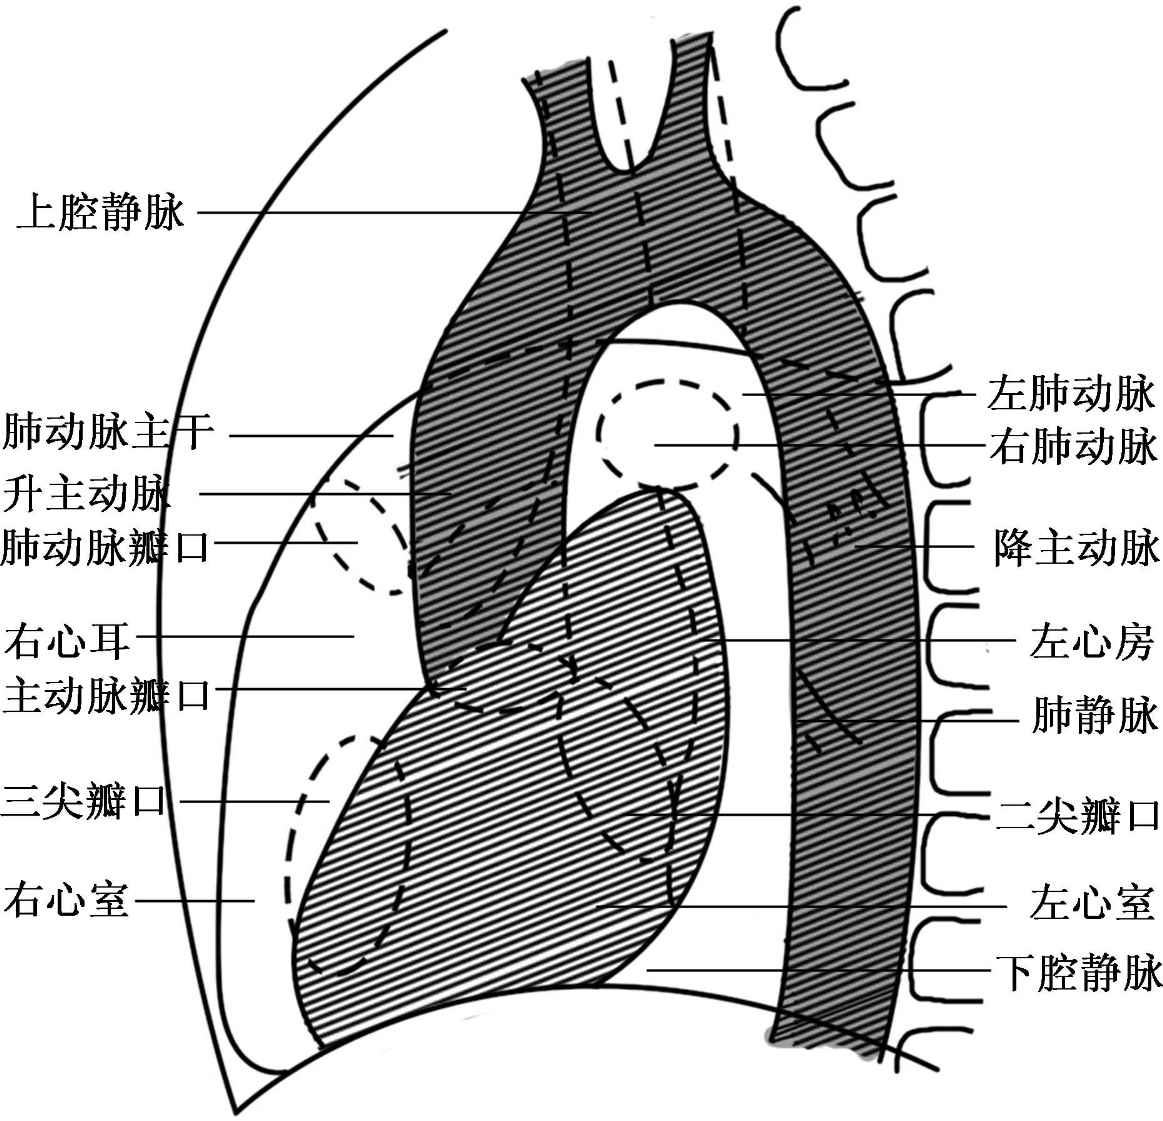 上腔静脉
肺动脉主干
升主动脉
肺动脉瓣口
右心耳
主动脉瓣口
三尖瓣口
右心室
左肺动脉
右肺动脉
降主动脉
左心房
肺静脉
二尖瓣口
左心室
下腔静脉